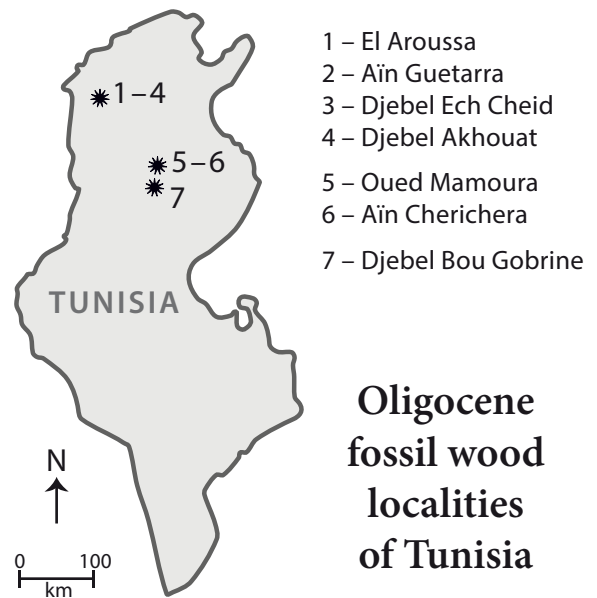 1 – El Aroussa
2 – Aïn Guetarra
3 – Djebel Ech Cheid
4 – Djebel Akhouat
5 – Oued Mamoura
6 – Aïn Cherichera
7 – Djebel Bou Gobrine
1–4
5–6
7
TUNISIA
Oligocene
fossil wood
localities
of Tunisia
N
0 100
km